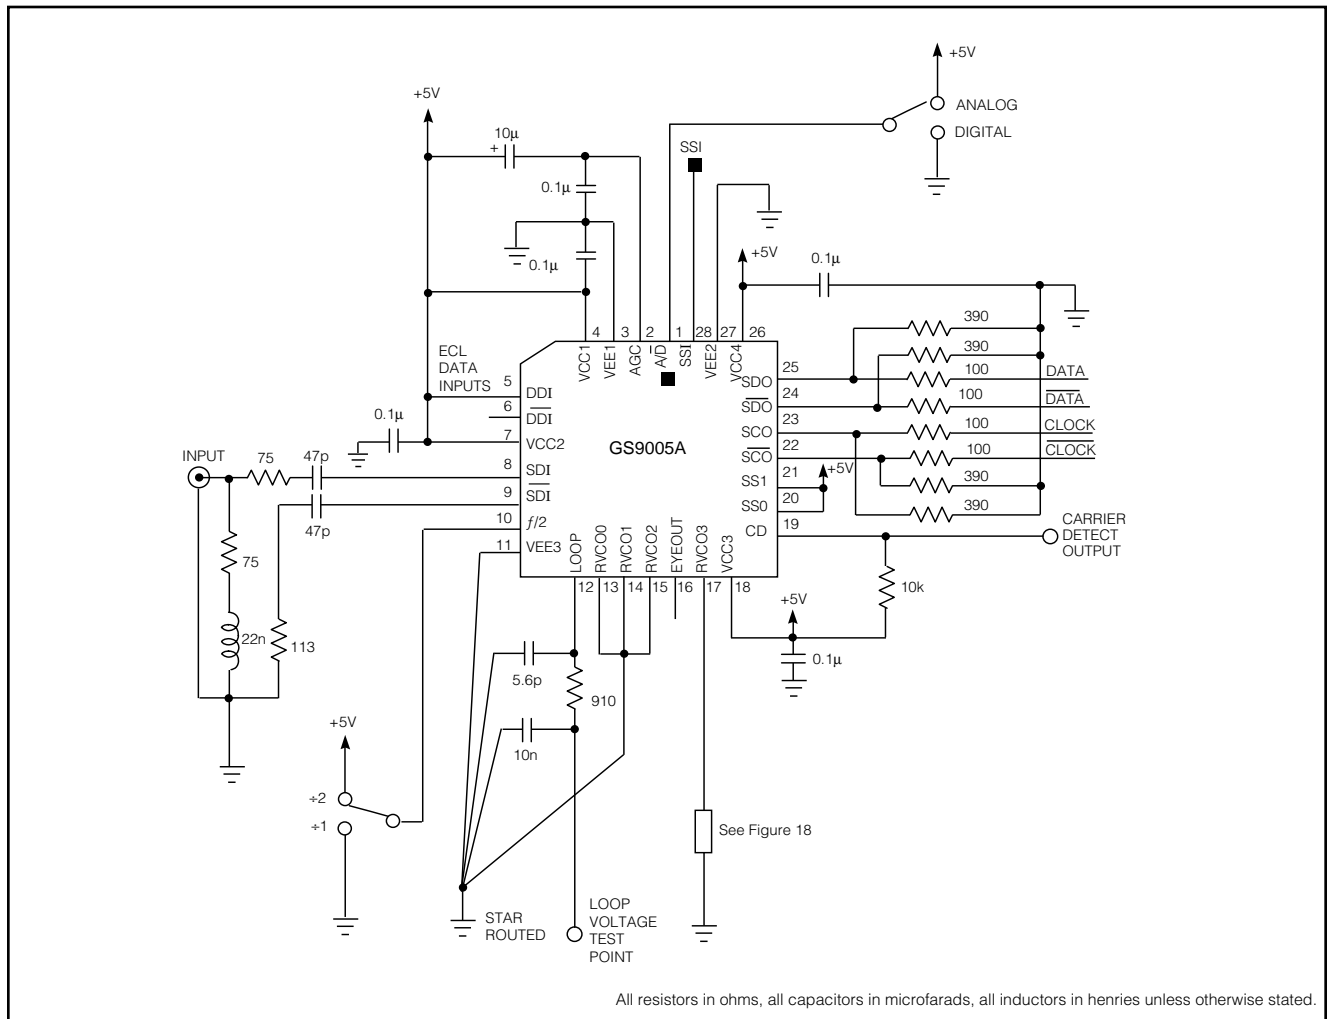 +5V
ANALOG
DIGITAL
+5V
10µ
+
SSI
0.1µ
0.1µ
+5V
0.1µ
4 3 2 1 28 27 26
VCC1 VEE1 AGC A/D̅ SSI VEE2 VCC4
ECL
DATA
INPUTS
5 DDI
6 D̅D̅I̅
0.1µ
7 VCC2
GS9005A
INPUT
75
47p
8 SDI
9 S̅D̅I̅
47p
10 ƒ/2
11 VEE3
75
22n
113
390
390
25 SDO
100
DATA
24 S̅D̅O̅
100
D̅A̅T̅A̅
23 SCO
100
CLOCK
22 S̅C̅O̅
100
C̅L̅O̅C̅K̅
21 SS1
+5V
390
20 SS0
390
19 CD
CARRIER
DETECT
OUTPUT
LOOP RVCO0 RVCO1 RVCO2 EYEOUT RVCO3 VCC3
12 13 14 15 16 17 18
10k
+5V
0.1µ
5.6p
910
10n
+5V
÷2
÷1
See Figure 18
STAR
ROUTED
LOOP
VOLTAGE
TEST
POINT
All resistors in ohms, all capacitors in microfarads, all inductors in henries unless otherwise stated.